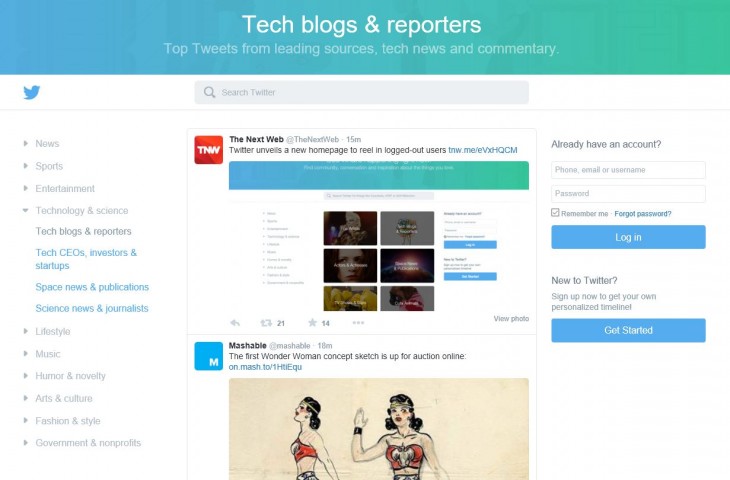 Tech blogs & reporters
Top Tweets from leading sources, tech news and commentary.
Search Twitter
News
Sports
Entertainment
Technology & science
Tech blogs & reporters
Tech CEOs, investors &
startups
Space news & publications
Science news & journalists
Lifestyle
Music
Humor & novelty
Arts & culture
Fashion & style
Government & nonprofits
TNW
The Next Web @TheNextWeb · 15m
Twitter unveils a new homepage to reel in logged-out users tnw.me/eVxHQCM
21
14
View photo
M
Mashable @mashable · 18m
The first Wonder Woman concept sketch is up for auction online:
on.mash.to/1HtiEqu
Already have an account?
Phone, email or username
Password
Remember me · Forgot password?
Log in
New to Twitter?
Sign up now to get your own
personalized timeline!
Get Started